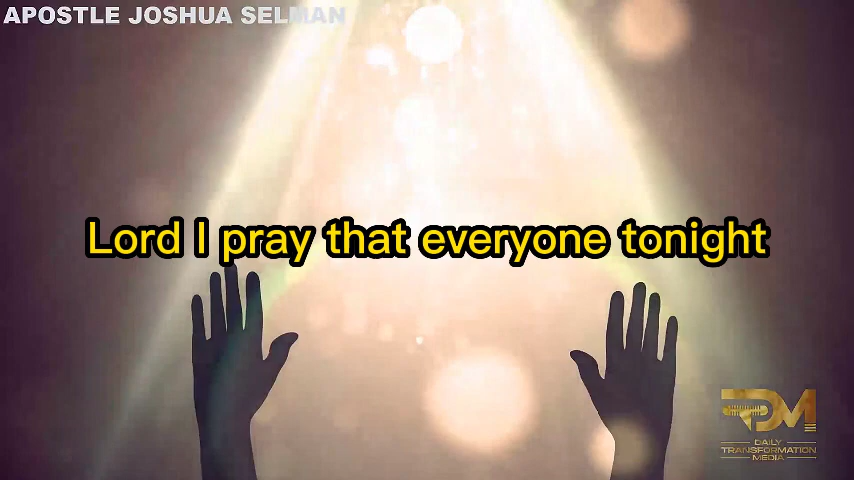 APOSTLE JOSHUA SELMAN
Lord I pray that everyone tonight
DAILY
TRANSFORMATION
MEDIA